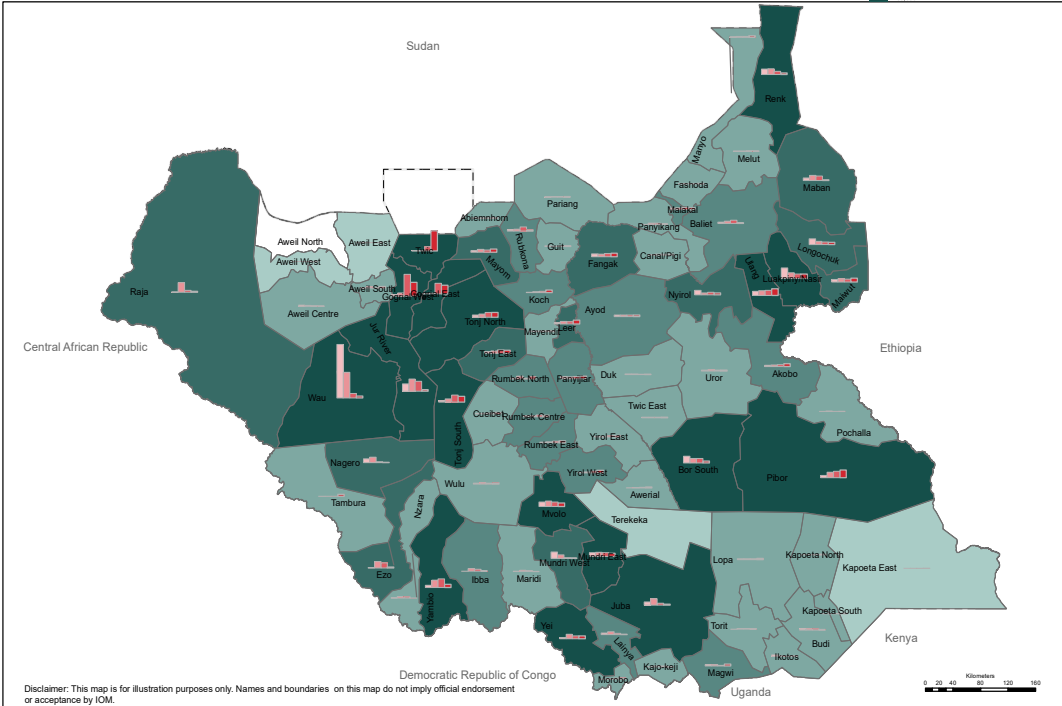 Sudan
Renk
Manyo
Melut
Maban
Fashoda
Malakal
Baliet
Panyikang
Pariang
Abiemnhom
Rubkona
Guit
Canal/Pigi
Longochuk
Ulang
Luakpiny/Nasir
Maiwut
Aweil North
Aweil East
Aweil West
Aweil South
Aweil Centre
Twic
Mayom
Fangak
Nyirol
Raja
Gogrial West
Gogrial East
Koch
Ayod
Tonj North
Mayendit
Leer
Jur River
Central African Republic
Ethiopia
Tonj East
Rumbek North
Panyijiar
Duk
Uror
Akobo
Wau
Cueibet
Rumbek Centre
Twic East
Pochalla
Tonj South
Rumbek East
Yirol East
Nagero
Yirol West
Bor South
Pibor
Wulu
Awerial
Tambura
Nzara
Mvolo
Terekeka
Mundri East
Mundri West
Lopa
Kapoeta North
Kapoeta East
Ezo
Ibba
Maridi
Yambio
Juba
Kapoeta South
Yei
Torit
Budi
Lainya
Ikotos
Kenya
Kajo-keji
Magwi
Morobo
Democratic Republic of Congo
Uganda
Kilometers
0 20 40 80 120 160
Disclaimer: This map is for illustration purposes only. Names and boundaries on this map do not imply official endorsement
or acceptance by IOM.